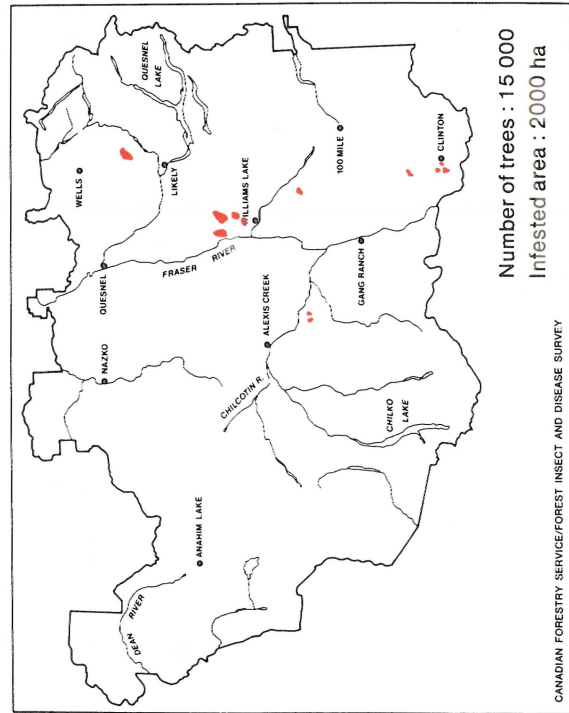 WELLS
QUESNEL
LAKE
LIKELY
QUESNEL
NAZKO
FRASER
RIVER
WILLIAMS LAKE
100 MILE
ALEXIS CREEK
CHILCOTIN R.
GANG RANCH
CLINTON
CHILKO
LAKE
ANAHIM LAKE
DEAN
RIVER
Number of trees : 15 000
Infested area : 2000 ha
CANADIAN FORESTRY SERVICE/FOREST INSECT AND DISEASE SURVEY